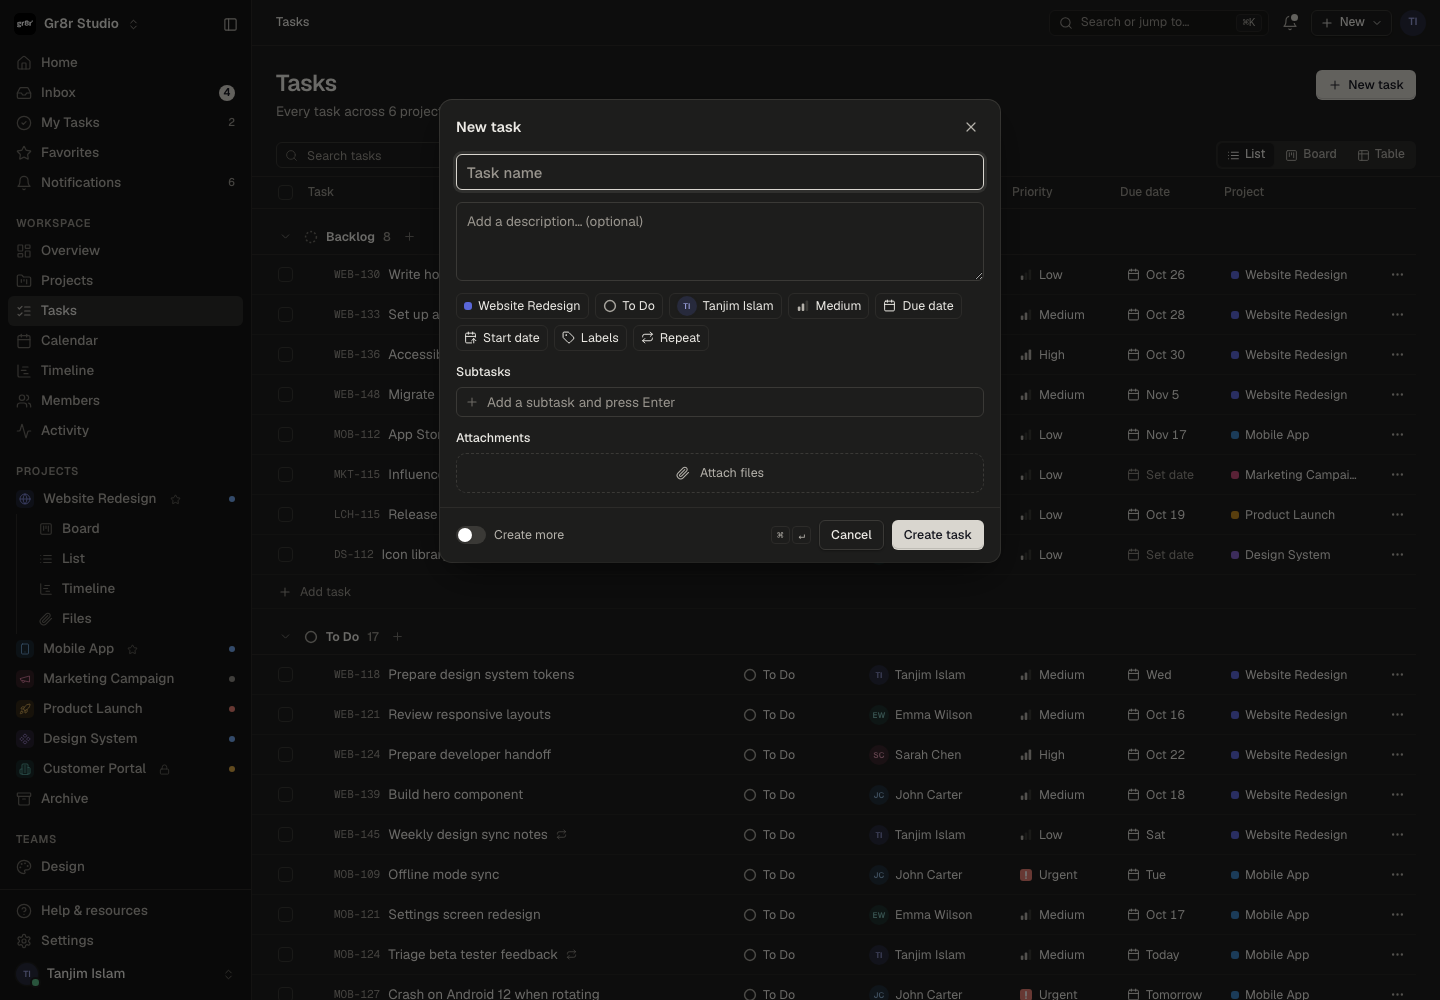 gr8r Gr8r Studio
Home
Inbox 4
My Tasks 2
Favorites
Notifications 6
WORKSPACE
Overview
Projects
Tasks
Calendar
Timeline
Members
Activity
PROJECTS
Website Redesign
Board
List
Timeline
Files
Mobile App
Marketing Campaign
Product Launch
Design System
Customer Portal
Archive
TEAMS
Design
Help & resources
Settings
TI Tanjim Islam
Tasks
Search or jump to... ⌘K
New
TI
Tasks
New task
Every task across 6 projec
Search tasks
List Board Table
Task Priority Due date Project
Backlog 8
WEB-130 Write ho Low Oct 26 Website Redesign
WEB-133 Set up a Medium Oct 28 Website Redesign
WEB-136 Accessib High Oct 30 Website Redesign
WEB-148 Migrate Medium Nov 5 Website Redesign
MOB-112 App Stor Low Nov 17 Mobile App
MKT-115 Influenc Low Set date Marketing Campai...
LCH-115 Release Low Oct 19 Product Launch
DS-112 Icon librar Low Set date Design System
Add task
To Do 17
WEB-118 Prepare design system tokens To Do TI Tanjim Islam Medium Wed Website Redesign
WEB-121 Review responsive layouts To Do EW Emma Wilson Medium Oct 16 Website Redesign
WEB-124 Prepare developer handoff To Do SC Sarah Chen High Oct 22 Website Redesign
WEB-139 Build hero component To Do JC John Carter Medium Oct 18 Website Redesign
WEB-145 Weekly design sync notes To Do TI Tanjim Islam Low Sat Website Redesign
MOB-109 Offline mode sync To Do JC John Carter Urgent Tue Mobile App
MOB-121 Settings screen redesign To Do EW Emma Wilson Medium Oct 17 Mobile App
MOB-124 Triage beta tester feedback To Do TI Tanjim Islam Medium Today Mobile App
MOB-127 Crash on Android 12 when rotating To Do JC John Carter Urgent Tomorrow Mobile App
New task
Task name
Add a description... (optional)
Website Redesign To Do TI Tanjim Islam Medium Due date
Start date Labels Repeat
Subtasks
Add a subtask and press Enter
Attachments
Attach files
Create more ⌘ ↵ Cancel Create task